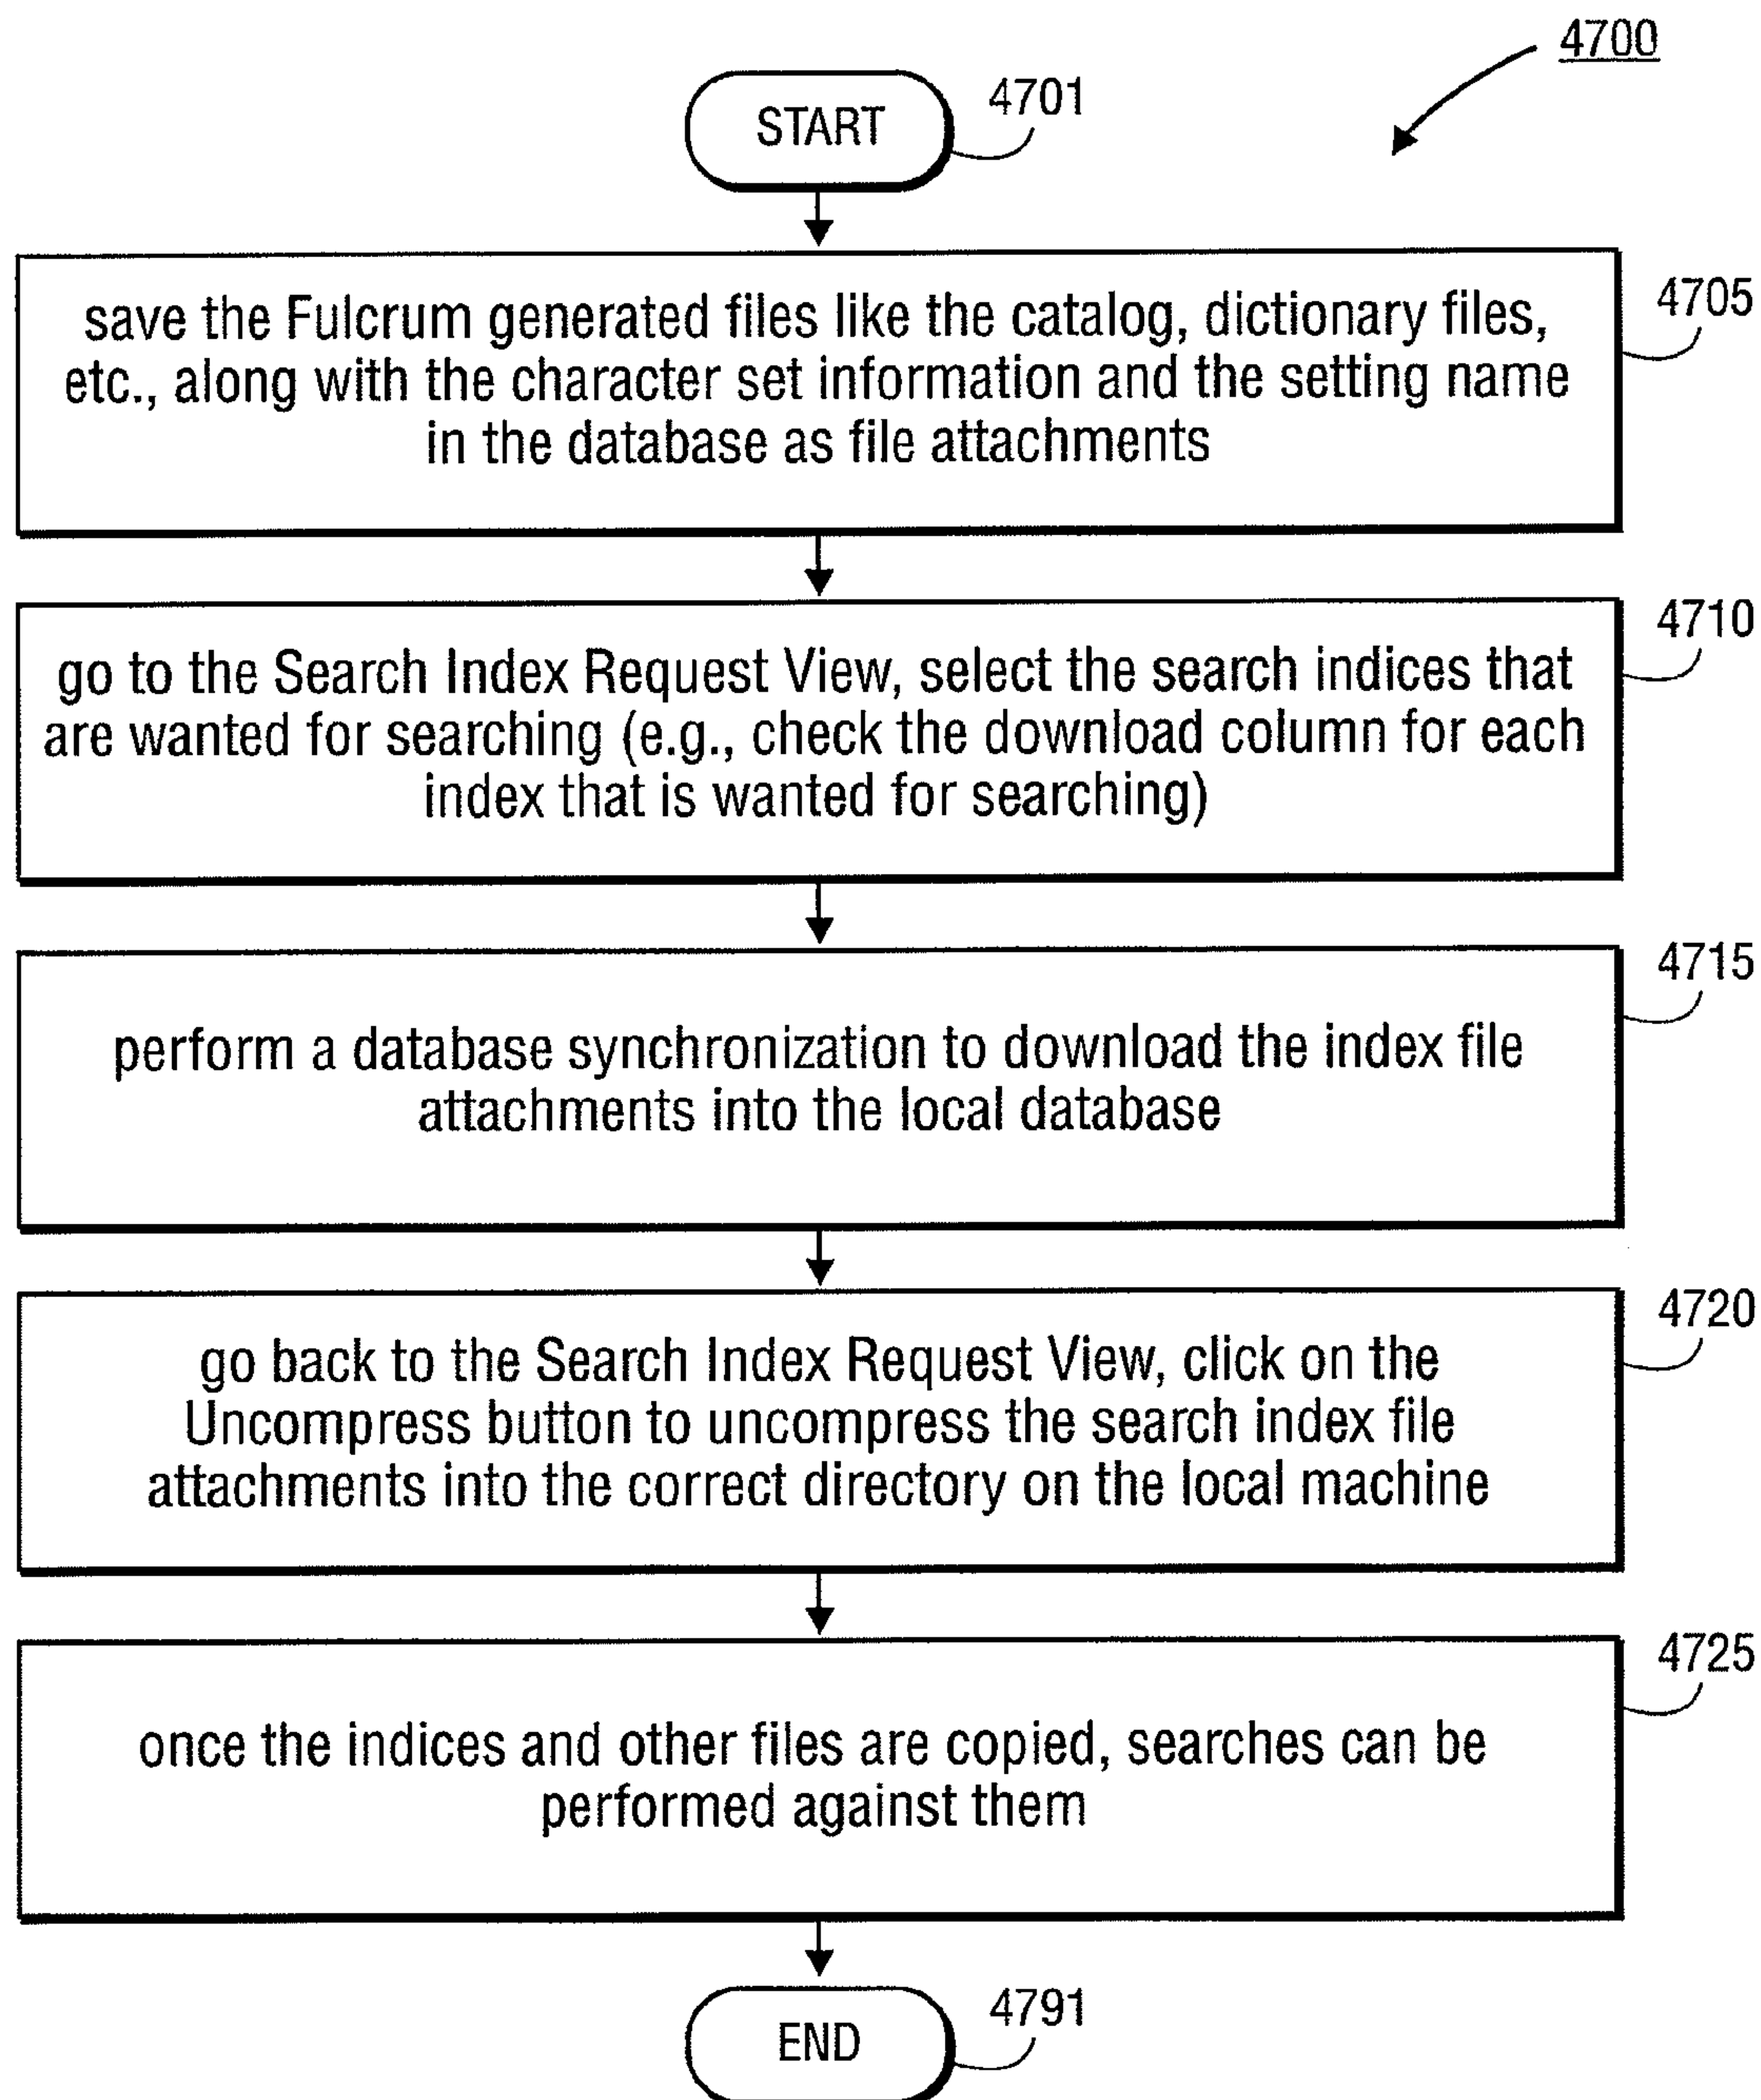 4700
START
4701
save the Fulcrum generated files like the catalog, dictionary files,
etc., along with the character set information and the setting name
in the database as file attachments
4705
go to the Search Index Request View, select the search indices that
are wanted for searching (e.g., check the download column for each
index that is wanted for searching)
4710
perform a database synchronization to download the index file
attachments into the local database
4715
go back to the Search Index Request View, click on the
Uncompress button to uncompress the search index file
attachments into the correct directory on the local machine
4720
once the indices and other files are copied, searches can be
performed against them
4725
END
4791